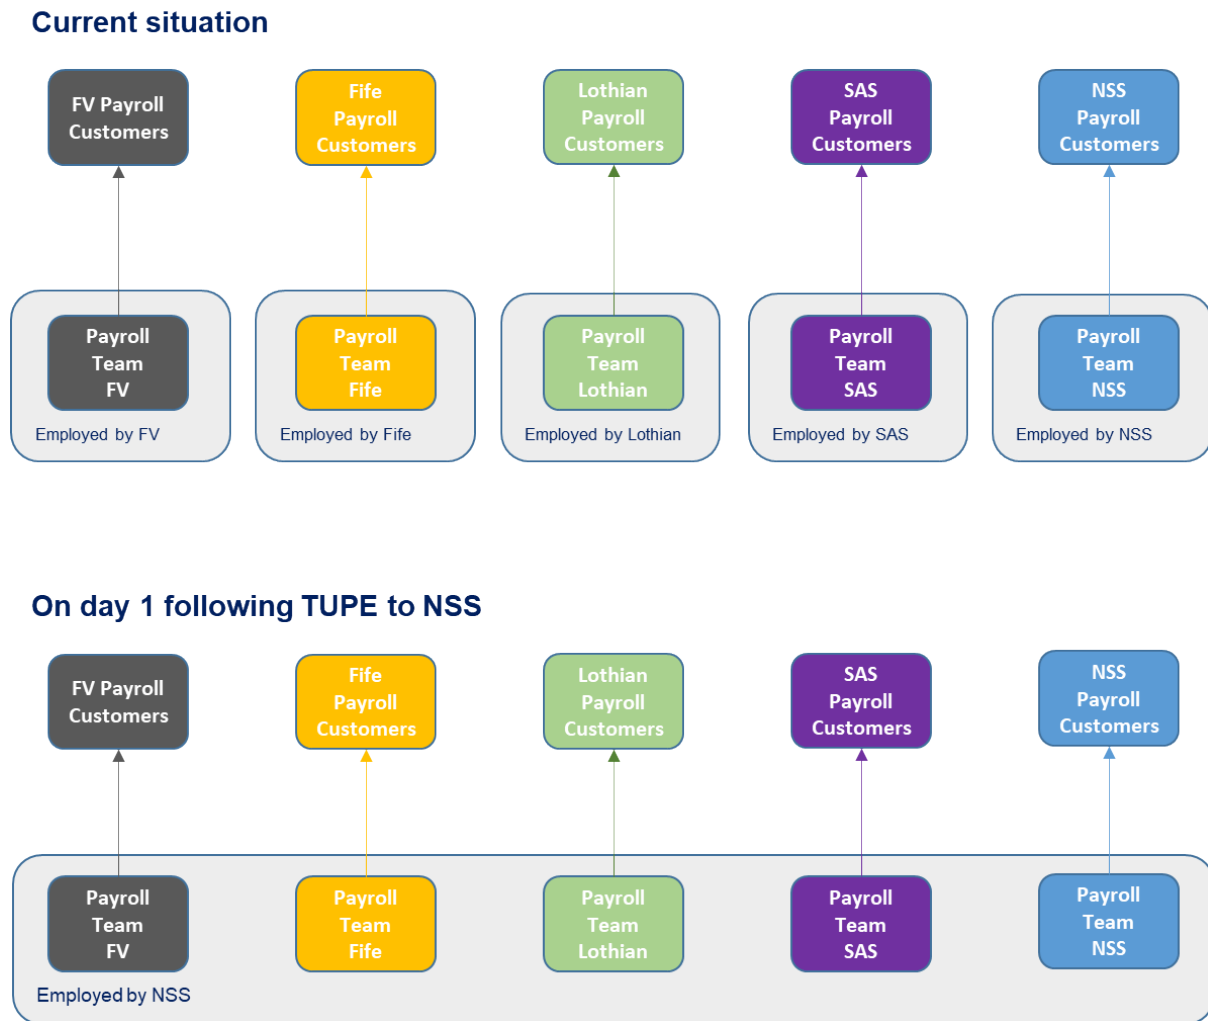 Current situation
FV Payroll
Customers
Fife
Payroll
Customers
Lothian
Payroll
Customers
SAS
Payroll
Customers
NSS
Payroll
Customers
Payroll
Team
FV
Employed by FV
Payroll
Team
Fife
Employed by Fife
Payroll
Team
Lothian
Employed by Lothian
Payroll
Team
SAS
Employed by SAS
Payroll
Team
NSS
Employed by NSS
On day 1 following TUPE to NSS
FV Payroll
Customers
Fife
Payroll
Customers
Lothian
Payroll
Customers
SAS
Payroll
Customers
NSS
Payroll
Customers
Payroll
Team
FV
Payroll
Team
Fife
Payroll
Team
Lothian
Payroll
Team
SAS
Payroll
Team
NSS
Employed by NSS